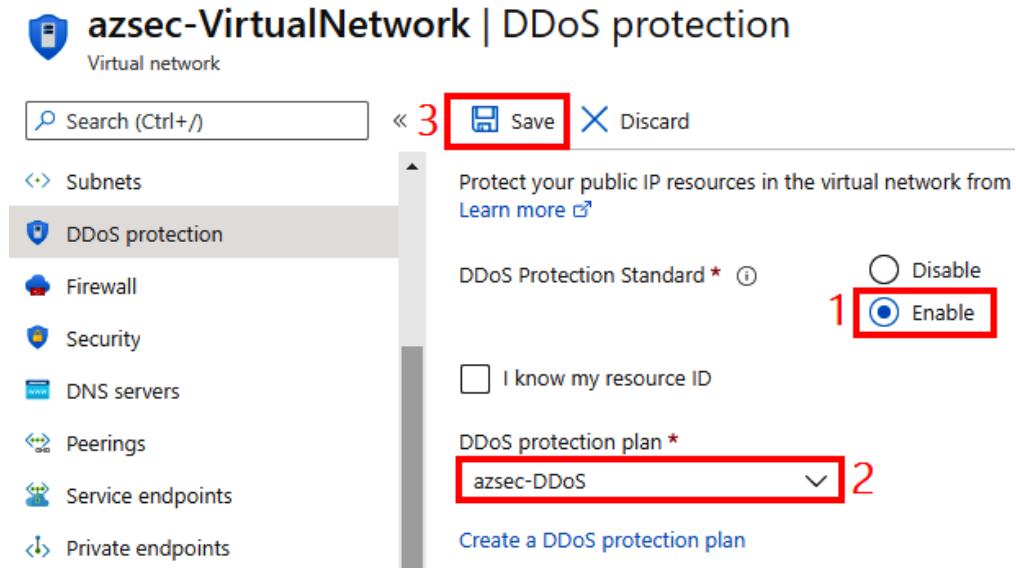 azsec-VirtualNetwork | DDoS protection
Virtual network
Search (Ctrl+/)
«
3
Save
Discard
Subnets
DDoS protection
Firewall
Security
DNS servers
Peerings
Service endpoints
Private endpoints
Protect your public IP resources in the virtual network from
Learn more
DDoS Protection Standard *
Disable
1
Enable
I know my resource ID
DDoS protection plan *
azsec-DDoS
2
Create a DDoS protection plan